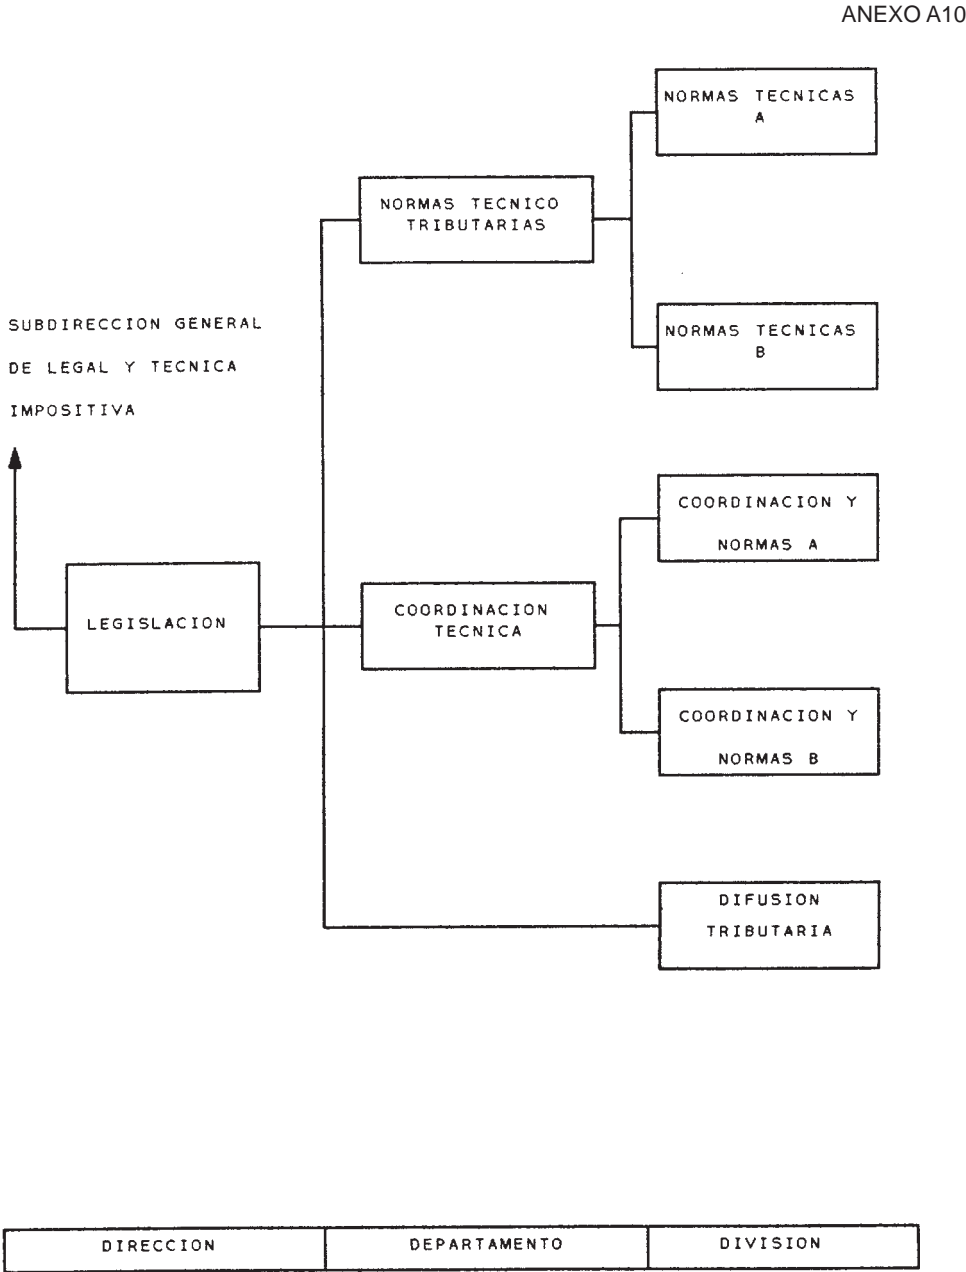 ANEXO A10
NORMAS TECNICAS
A
NORMAS TECNICO
TRIBUTARIAS
SUBDIRECCION GENERAL
DE LEGAL Y TECNICA
IMPOSITIVA
NORMAS TECNICAS
B
COORDINACION Y
NORMAS A
LEGISLACION
COORDINACION
TECNICA
COORDINACION Y
NORMAS B
DIFUSION
TRIBUTARIA
DIRECCION
DEPARTAMENTO
DIVISION